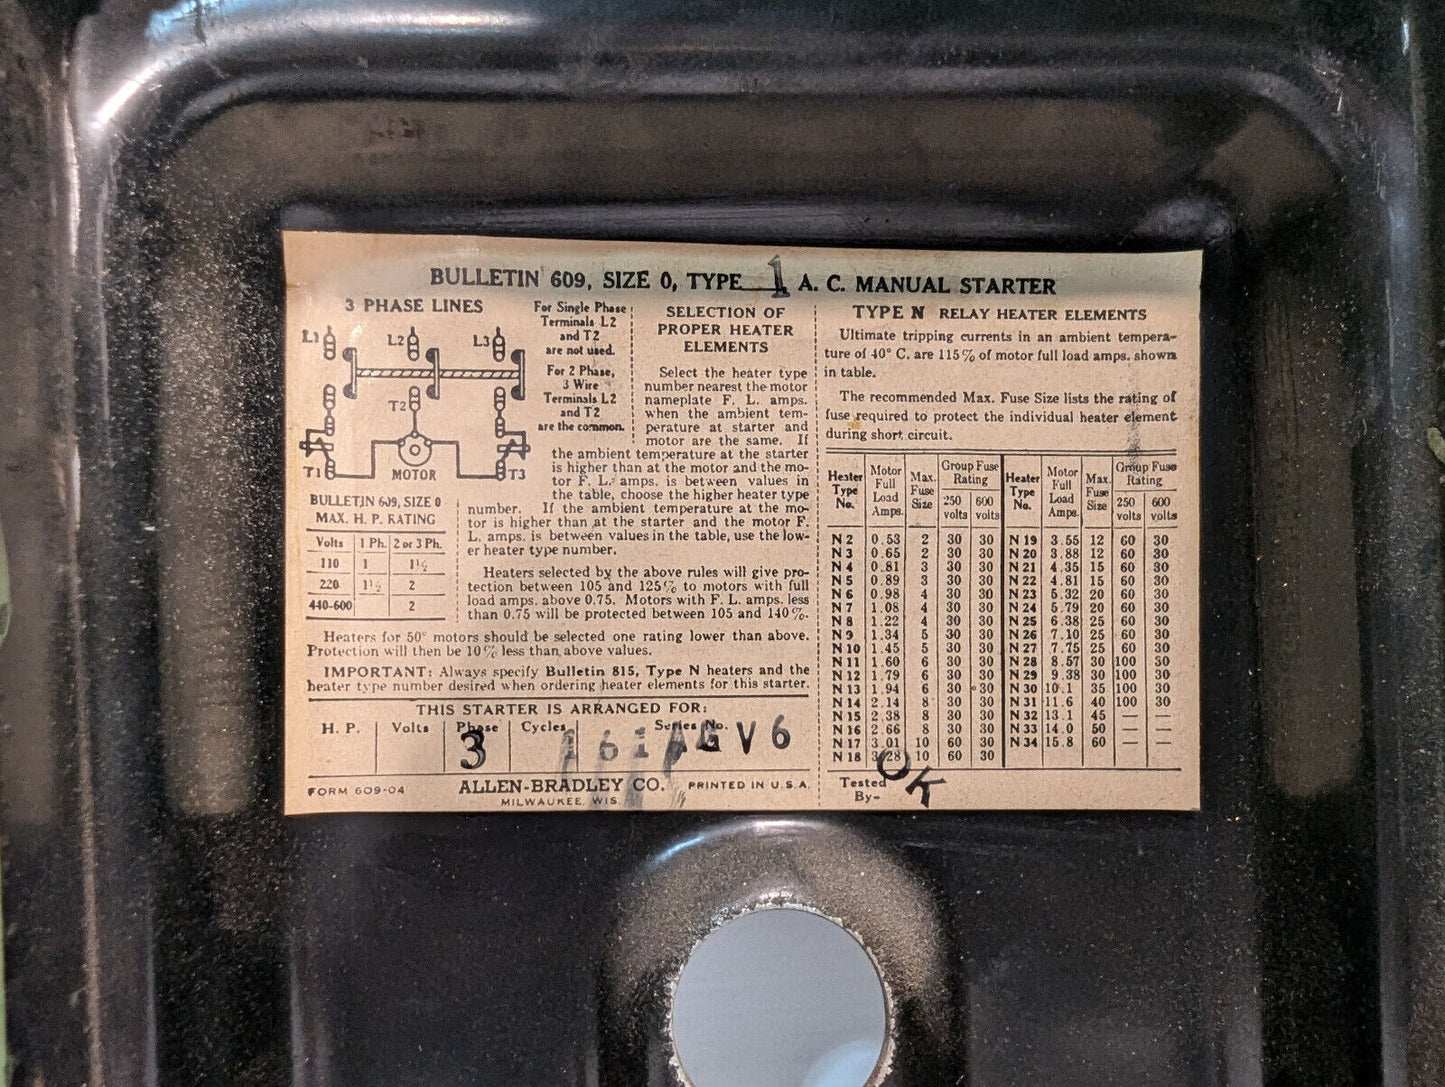 BULLETIN 609, SIZE 0, TYPE 1 A. C. MANUAL STARTER
3 PHASE LINES
L1 L2 L3
T2
T1 MOTOR T3
For Single Phase
Terminals L2
and T2
are not used.
For 2 Phase,
3 Wire
Terminals L2
and T2
are the common.
BULLETIN 609, SIZE 0
MAX. H. P. RATING
Volts 1 Ph. 2 or 3 Ph.
110 1 1½
220 1½ 2
440-600 2
SELECTION OF
PROPER HEATER
ELEMENTS
Select the heater type
number nearest the motor
nameplate F. L. amps.
when the ambient tem-
perature at starter and
motor are the same. If
the ambient temperature at the starter
is higher than at the motor and the mo-
tor F. L. amps. is between values in
the table, choose the higher heater type
number. If the ambient temperature at the mo-
tor is higher than at the starter and the motor F.
L. amps. is between values in the table, use the low-
er heater type number.
Heaters selected by the above rules will give pro-
tection between 105 and 125% to motors with full
load amps. above 0.75. Motors with F. L. amps. less
than 0.75 will be protected between 105 and 140%.
Heaters for 50° motors should be selected one rating lower than above.
Protection will then be 10% less than above values.
IMPORTANT: Always specify Bulletin 815, Type N heaters and the
heater type number desired when ordering heater elements for this starter.
THIS STARTER IS ARRANGED FOR:
H. P. Volts Phase Cycles Series No.
3 V 6
FORM 609-04 ALLEN-BRADLEY CO. PRINTED IN U.S.A.
MILWAUKEE, WIS.
TYPE N RELAY HEATER ELEMENTS
Ultimate tripping currents in an ambient tempera-
ture of 40° C. are 115% of motor full load amps. shown
in table.
The recommended Max. Fuse Size lists the rating of
fuse required to protect the individual heater element
during short circuit.
Heater Type No. Motor Full Load Amps. Max. Fuse Size Group Fuse Rating 250 volts 600 volts Heater Type No. Motor Full Load Amps. Max. Fuse Size Group Fuse Rating 250 volts 600 volts
N 2 0.53 2 30 30 N 19 3.55 12 60 30
N 3 0.65 2 30 30 N 20 3.88 12 60 30
N 4 0.81 3 30 30 N 21 4.35 15 60 30
N 5 0.89 3 30 30 N 22 4.81 15 60 30
N 6 0.98 4 30 30 N 23 5.32 20 60 30
N 7 1.08 4 30 30 N 24 5.79 20 60 30
N 8 1.22 4 30 30 N 25 6.38 25 60 30
N 9 1.34 5 30 30 N 26 7.10 25 60 30
N 10 1.45 5 30 30 N 27 7.75 25 60 30
N 11 1.60 6 30 30 N 28 8.57 30 100 30
N 12 1.79 6 30 30 N 29 9.38 30 100 30
N 13 1.94 6 30 30 N 30 10.1 35 100 30
N 14 2.14 8 30 30 N 31 11.6 40 100 30
N 15 2.38 8 30 30 N 32 13.1 45 — —
N 16 2.66 8 30 30 N 33 14.0 50 — —
N 17 3.01 10 60 30 N 34 15.8 60 — —
N 18 3.28 10 60 30
Tested OK
By-